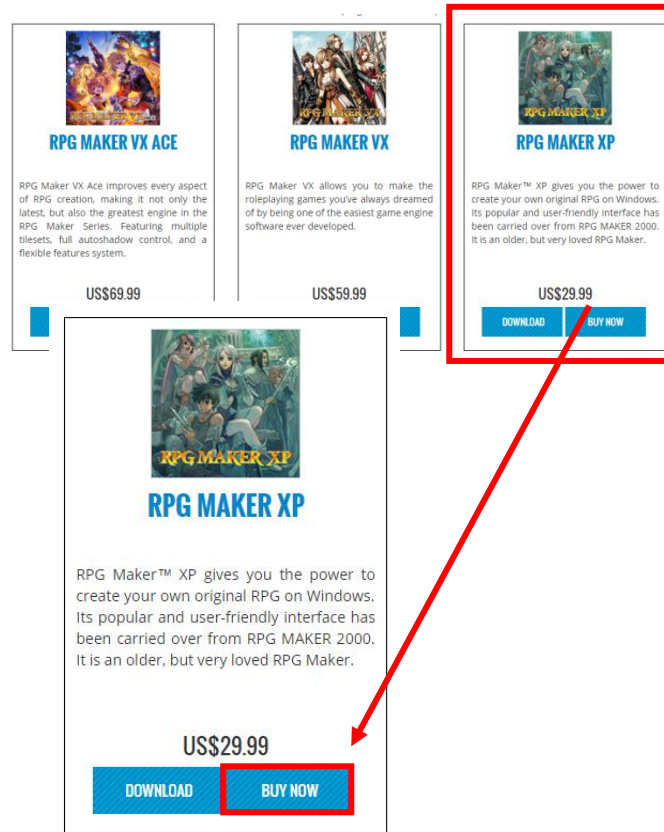 RPG MAKER VX ACE
RPG Maker VX Ace improves every aspect
of RPG creation, making it not only the
latest, but also the greatest engine in the
RPG Maker Series. Featuring multiple
tilesets, full autoshadow control, and a
flexible features system.
US$69.99
RPG MAKER VX
RPG MAKER VX
RPG Maker VX allows you to make the
roleplaying games you've always dreamed
of by being one of the easiest game engine
software ever developed.
US$59.99
RPG MAKER XP
RPG MAKER XP
RPG Maker™ XP gives you the power to
create your own original RPG on Windows.
Its popular and user-friendly interface has
been carried over from RPG MAKER 2000.
It is an older, but very loved RPG Maker.
US$29.99
DOWNLOAD BUY NOW
RPG MAKER XP
RPG MAKER XP
RPG Maker™ XP gives you the power to
create your own original RPG on Windows.
Its popular and user-friendly interface has
been carried over from RPG MAKER 2000.
It is an older, but very loved RPG Maker.
US$29.99
DOWNLOAD BUY NOW